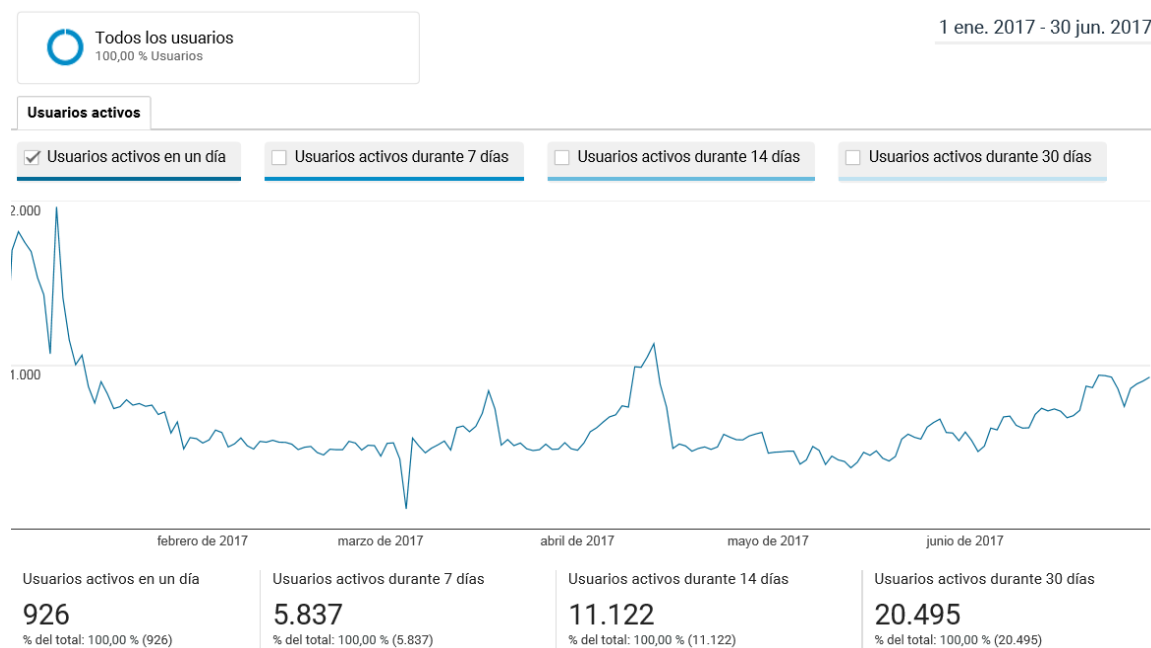 Todos los usuarios
100,00 % Usuarios
1 ene. 2017 - 30 jun. 2017
Usuarios activos
Usuarios activos en un día
Usuarios activos durante 7 días
Usuarios activos durante 14 días
Usuarios activos durante 30 días
2.000
1.000
febrero de 2017
marzo de 2017
abril de 2017
mayo de 2017
junio de 2017
Usuarios activos en un día
926
% del total: 100,00 % (926)
Usuarios activos durante 7 días
5.837
% del total: 100,00 % (5.837)
Usuarios activos durante 14 días
11.122
% del total: 100,00 % (11.122)
Usuarios activos durante 30 días
20.495
% del total: 100,00 % (20.495)